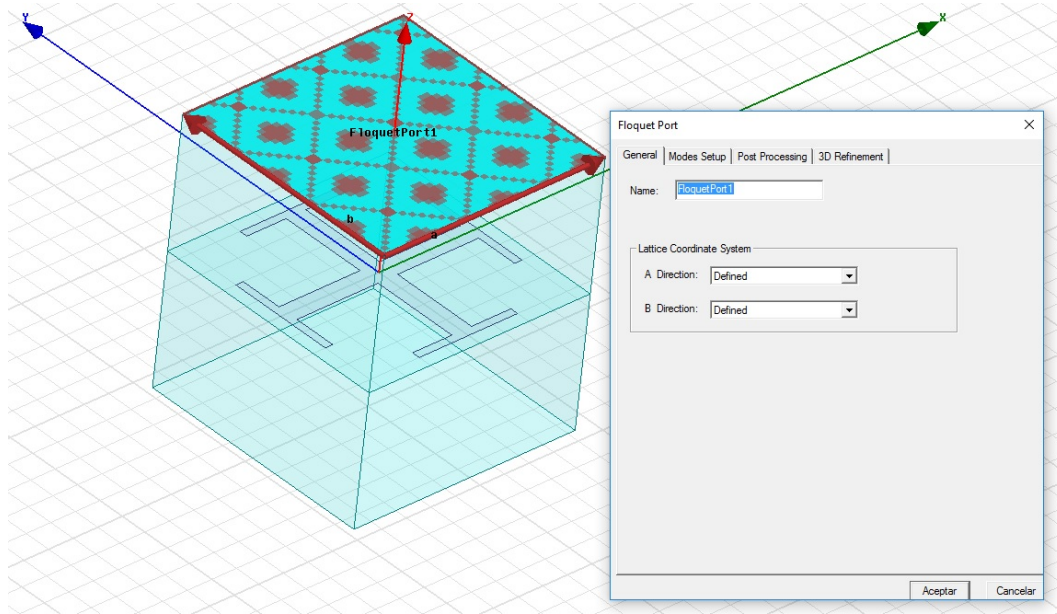 Y
Z
X
FloquetPort1
b
a
Floquet Port
General
Modes Setup
Post Processing
3D Refinement
Name:
FloquetPort1
Lattice Coordinate System
A Direction:
Defined
B Direction:
Defined
Aceptar
Cancelar